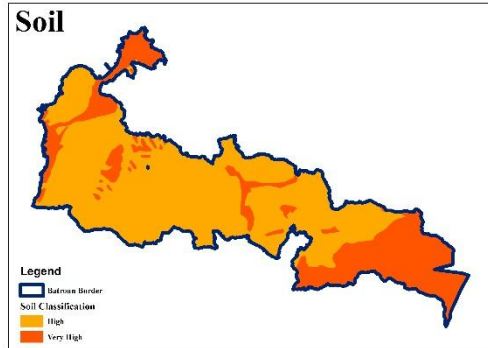 Soil
Legend
Batroun Border
Soil Classification
High
Very High